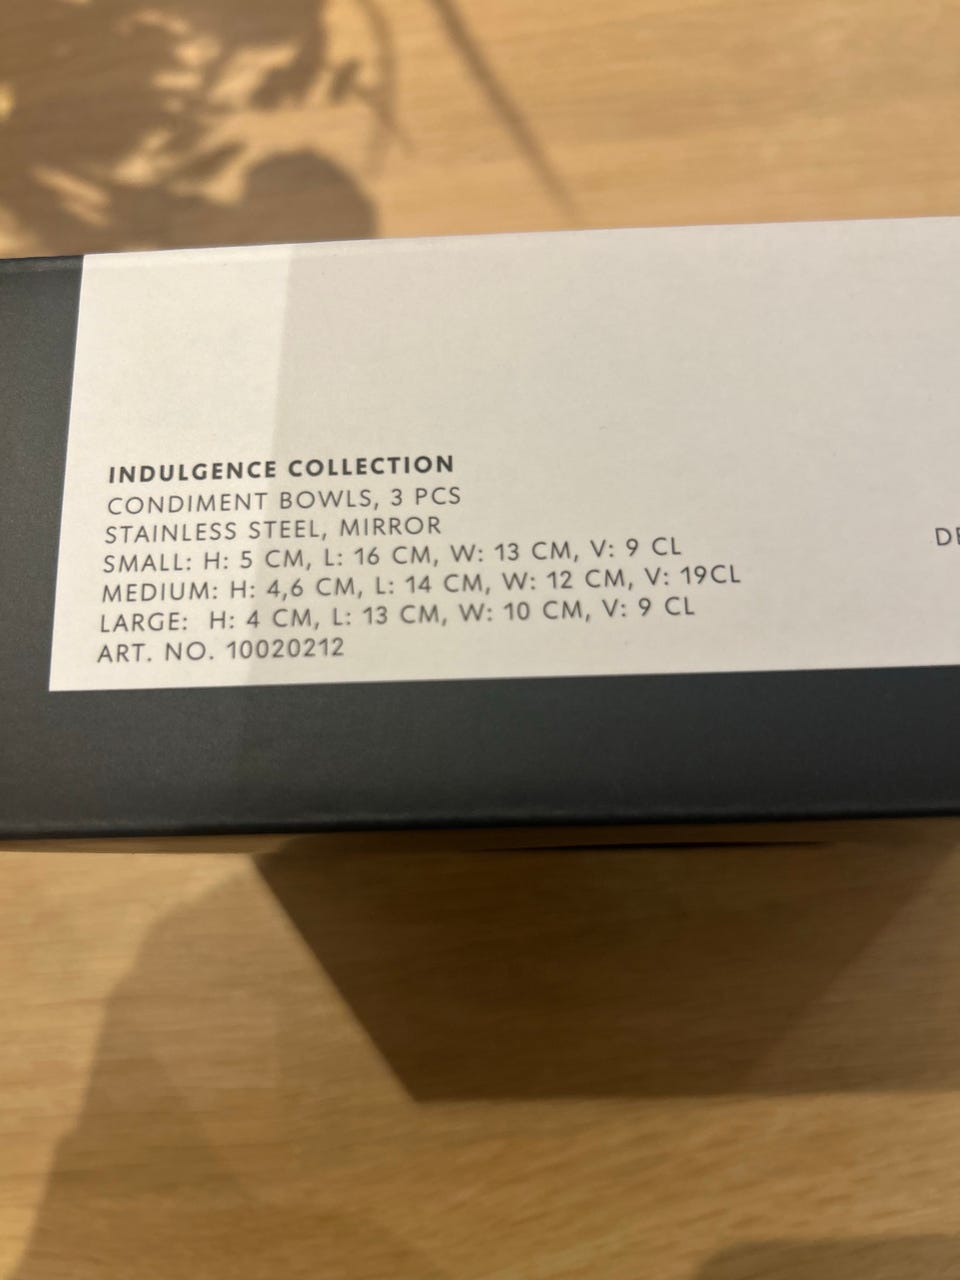 INDULGENCE COLLECTION
CONDIMENT BOWLS, 3 PCS
STAINLESS STEEL, MIRROR
SMALL: H: 5 CM, L: 16 CM, W: 13 CM, V: 9 CL
MEDIUM: H: 4,6 CM, L: 14 CM, W: 12 CM, V: 19CL
LARGE: H: 4 CM, L: 13 CM, W: 10 CM, V: 9 CL
ART. NO. 10020212